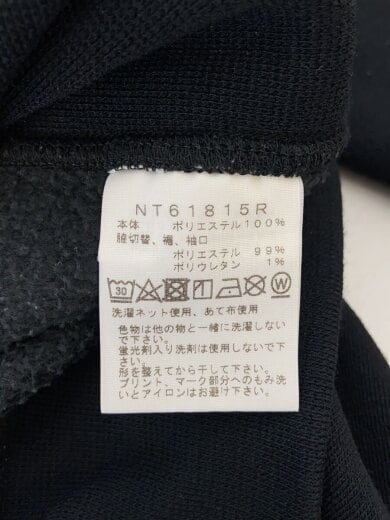 NT61815R
本体 ポリエステル100%
脇切替、裾、袖口
ポリエステル 99%
ポリウレタン 1%
30 W
洗濯ネット使用、あて布使用
色物は他の物と一緒に洗濯しない
で下さい。
蛍光剤入り洗剤は使用しないで下
さい。
形を整えてから干して下さい。
プリント、マーク部分へのもみ洗
いとアイロンはお避け下さい。